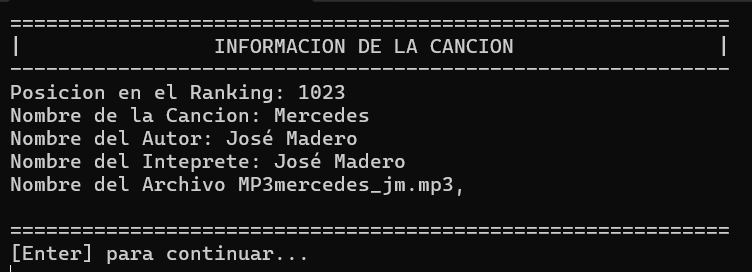 ============================================================
|                INFORMACION DE LA CANCION                 |
------------------------------------------------------------
Posicion en el Ranking: 1023
Nombre de la Cancion: Mercedes
Nombre del Autor: José Madero
Nombre del Inteprete: José Madero
Nombre del Archivo MP3mercedes_jm.mp3,
============================================================
[Enter] para continuar...